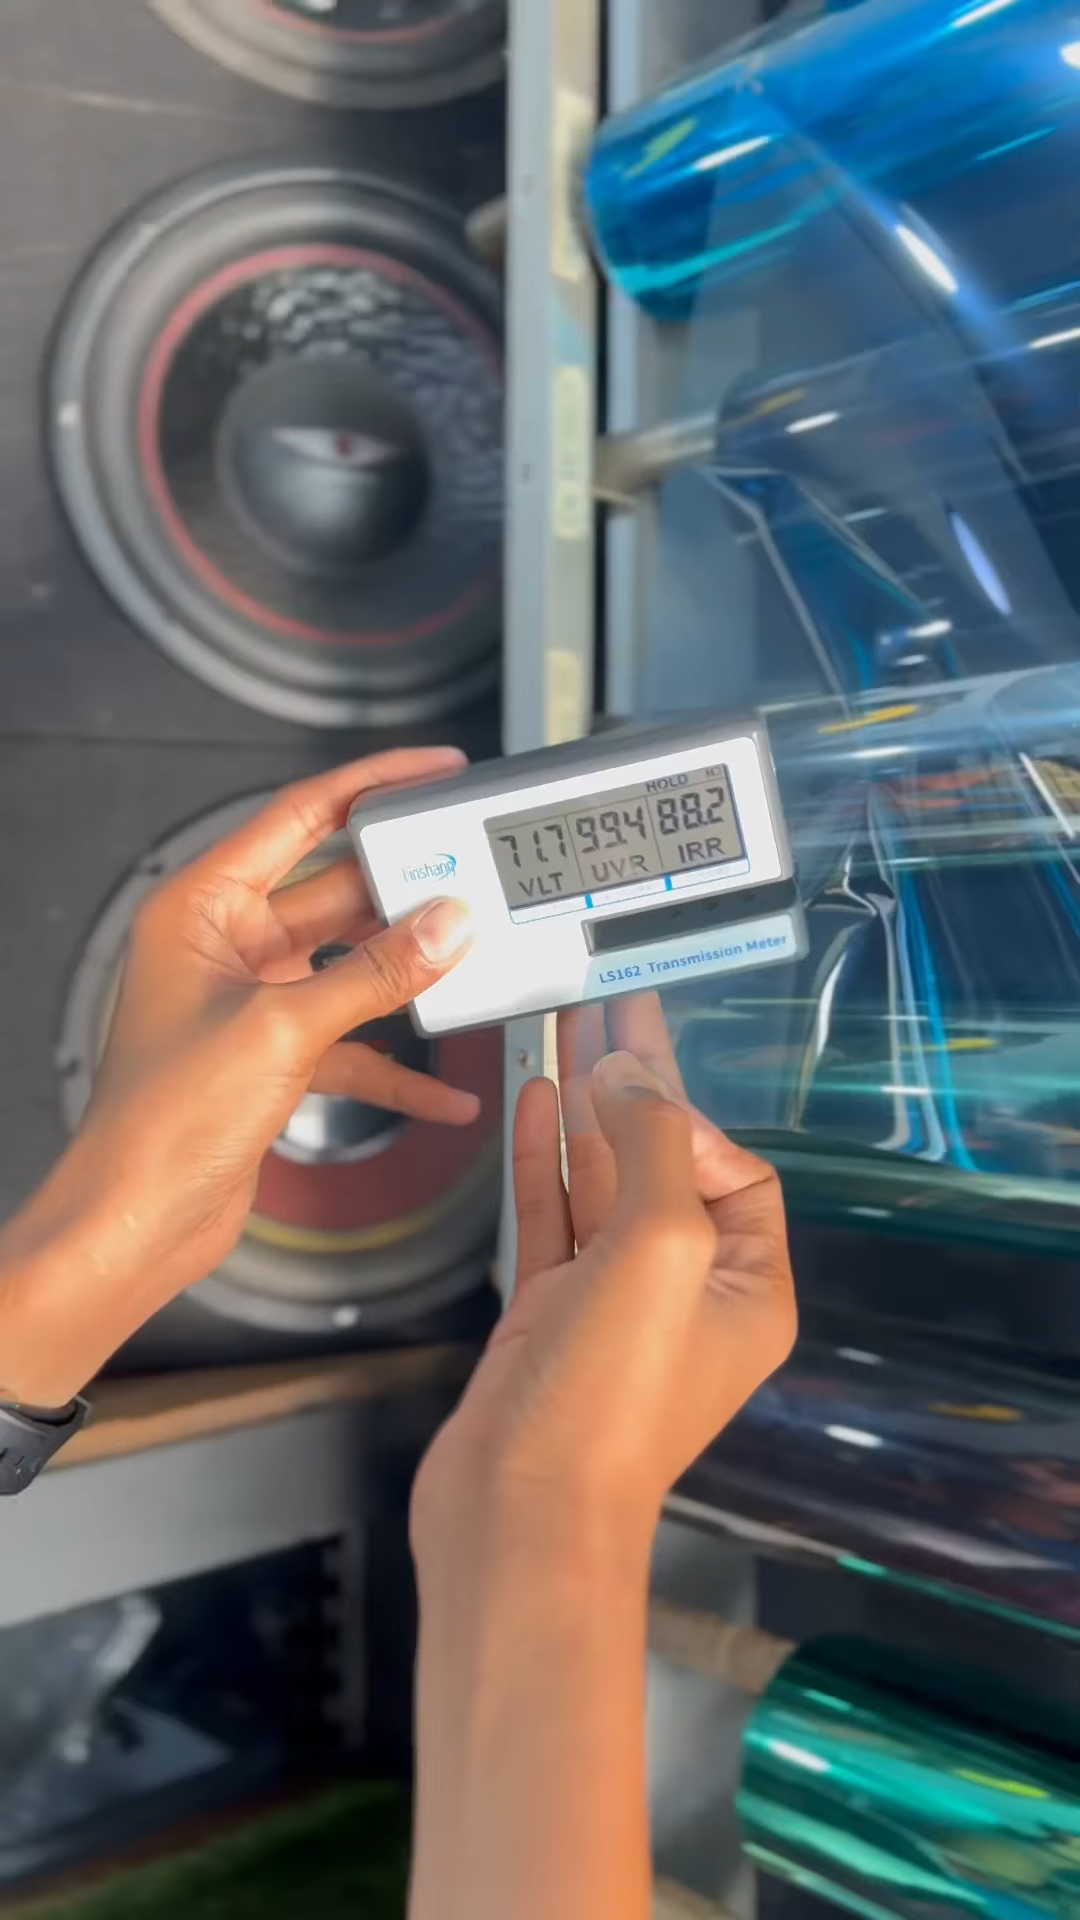 HOLD
71.7 99.4 88.2
VLT UVR IRR
Linshang
LS162 Transmission Meter